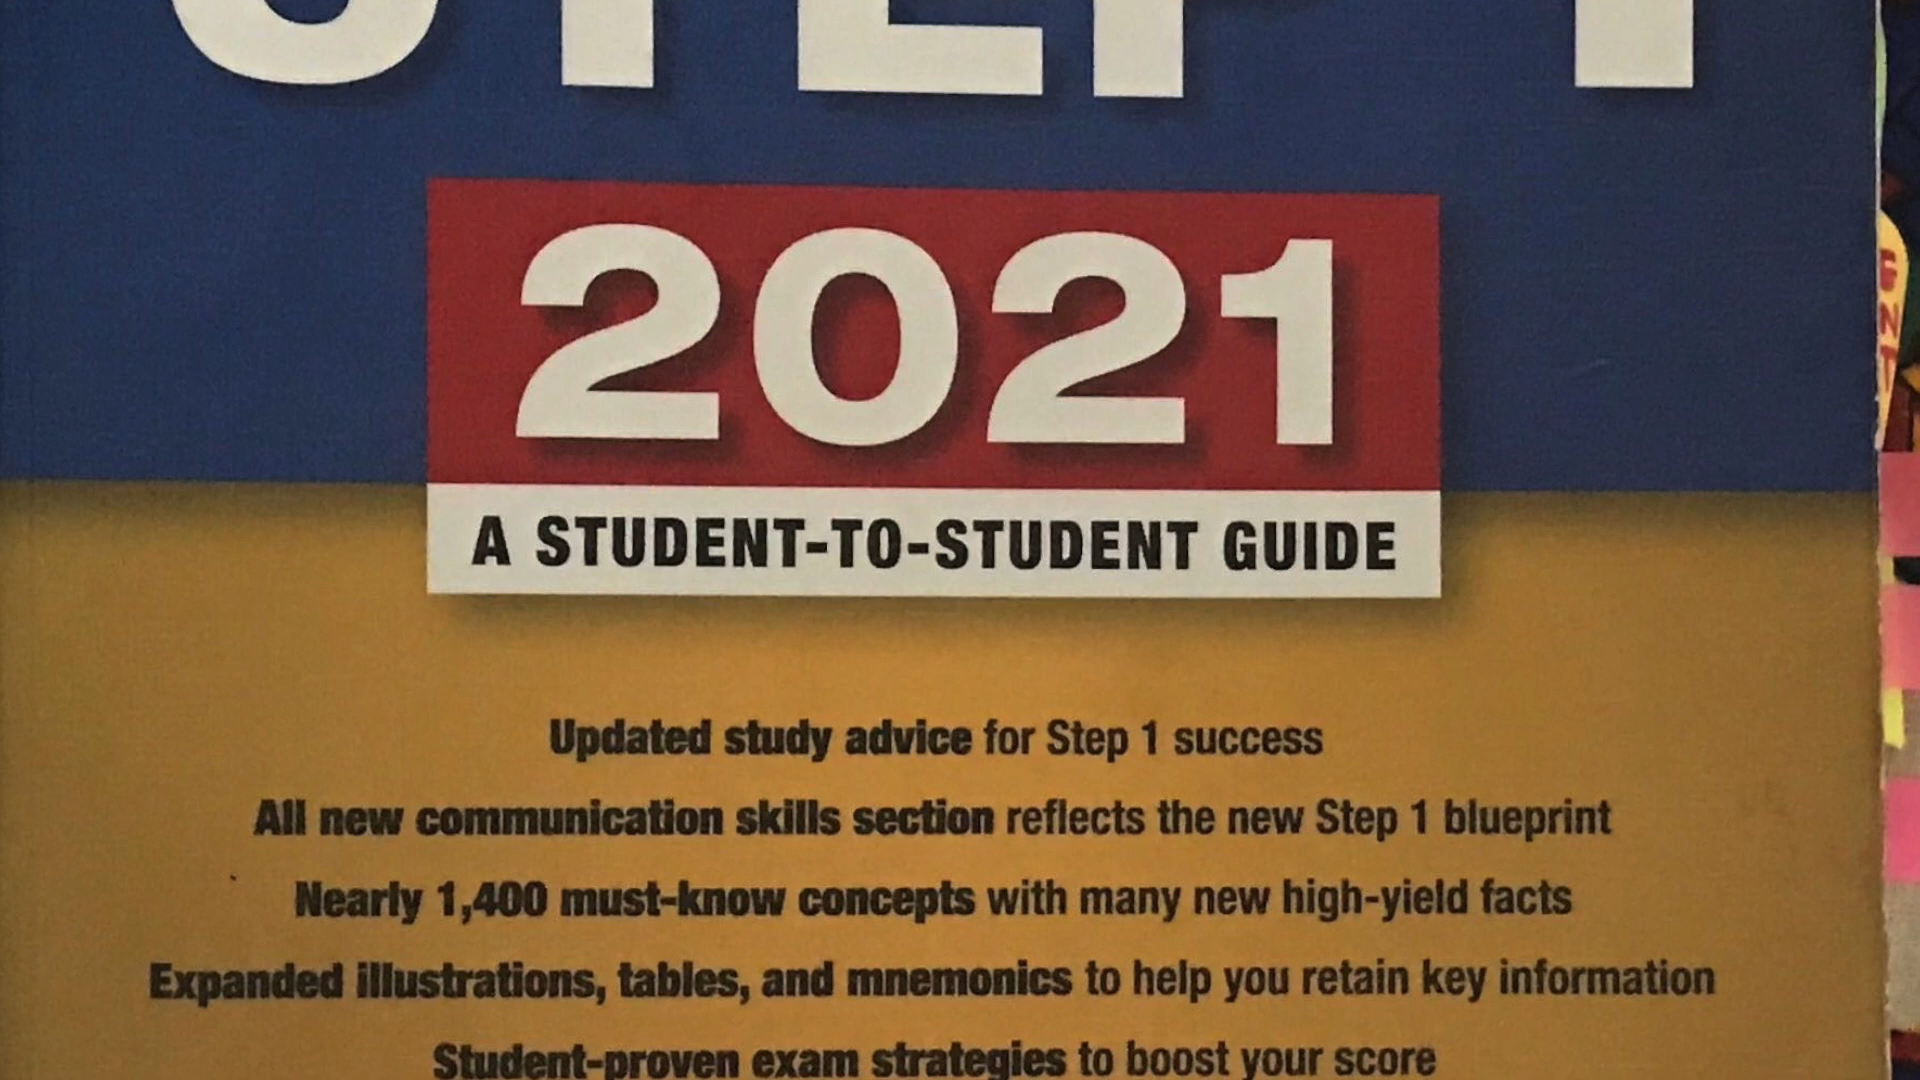 STEP 1
2021
A STUDENT-TO-STUDENT GUIDE
Updated study advice for Step 1 success
All new communication skills section reflects the new Step 1 blueprint
Nearly 1,400 must-know concepts with many new high-yield facts
Expanded illustrations, tables, and mnemonics to help you retain key information
Student-proven exam strategies to boost your score